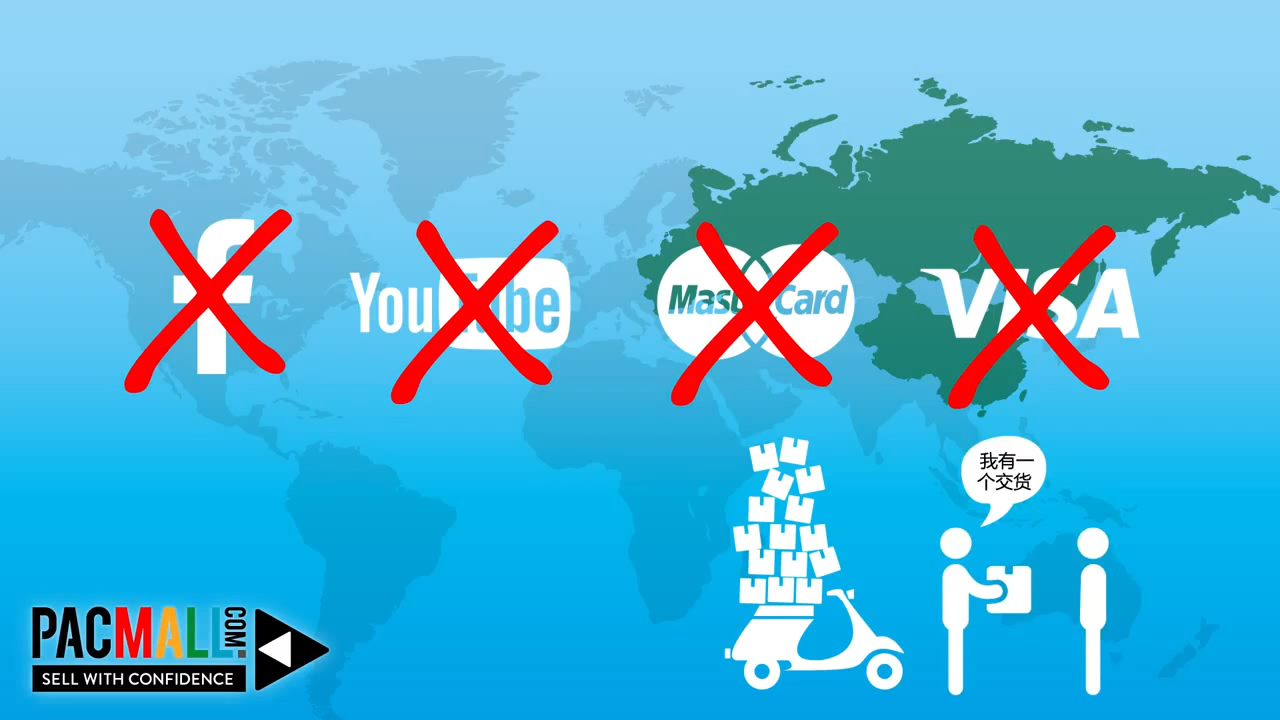 f
YouTube
MasterCard
VISA
我有一
个交货
PACMALL.COM
SELL WITH CONFIDENCE